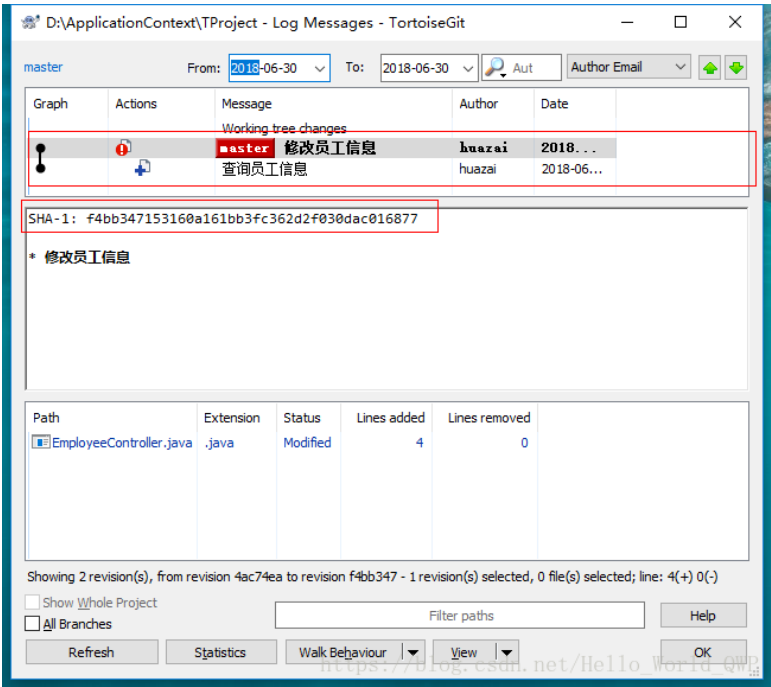 D:\ApplicationContext\TProject - Log Messages - TortoiseGit
master From: 2018-06-30 To: 2018-06-30 Aut Author Email
Graph Actions Message Author Date
Working tree changes
master 修改员工信息 huazai 2018...
查询员工信息 huazai 2018-06...
SHA-1: f4bb347153160a161bb3fc362d2f030dac016877
* 修改员工信息
Path Extension Status Lines added Lines removed
EmployeeController.java .java Modified 4 0
Showing 2 revision(s), from revision 4ac74ea to revision f4bb347 - 1 revision(s) selected, 0 file(s) selected; line: 4(+) 0(-)
Show Whole Project
All Branches Filter paths Help
Refresh Statistics Walk Behaviour View OK
https://blog.csdn.net/Hello_World_QWP